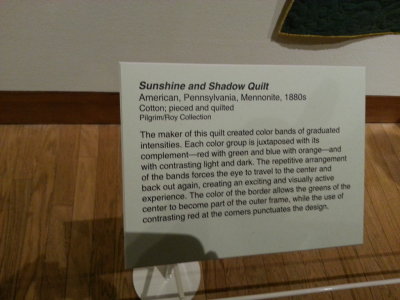 Sunshine and Shadow Quilt
American, Pennsylvania, Mennonite, 1880s
Cotton; pieced and quilted
Pilgrim/Roy Collection
The maker of this quilt created color bands of graduated
intensities. Each color group is juxtaposed with its
complement—red with green and blue with orange—and
with contrasting light and dark. The repetitive arrangement
of the bands forces the eye to travel to the center and
back out again, creating an exciting and visually active
experience. The color of the border allows the greens of the
center to become part of the outer frame, while the use of
contrasting red at the corners punctuates the design.